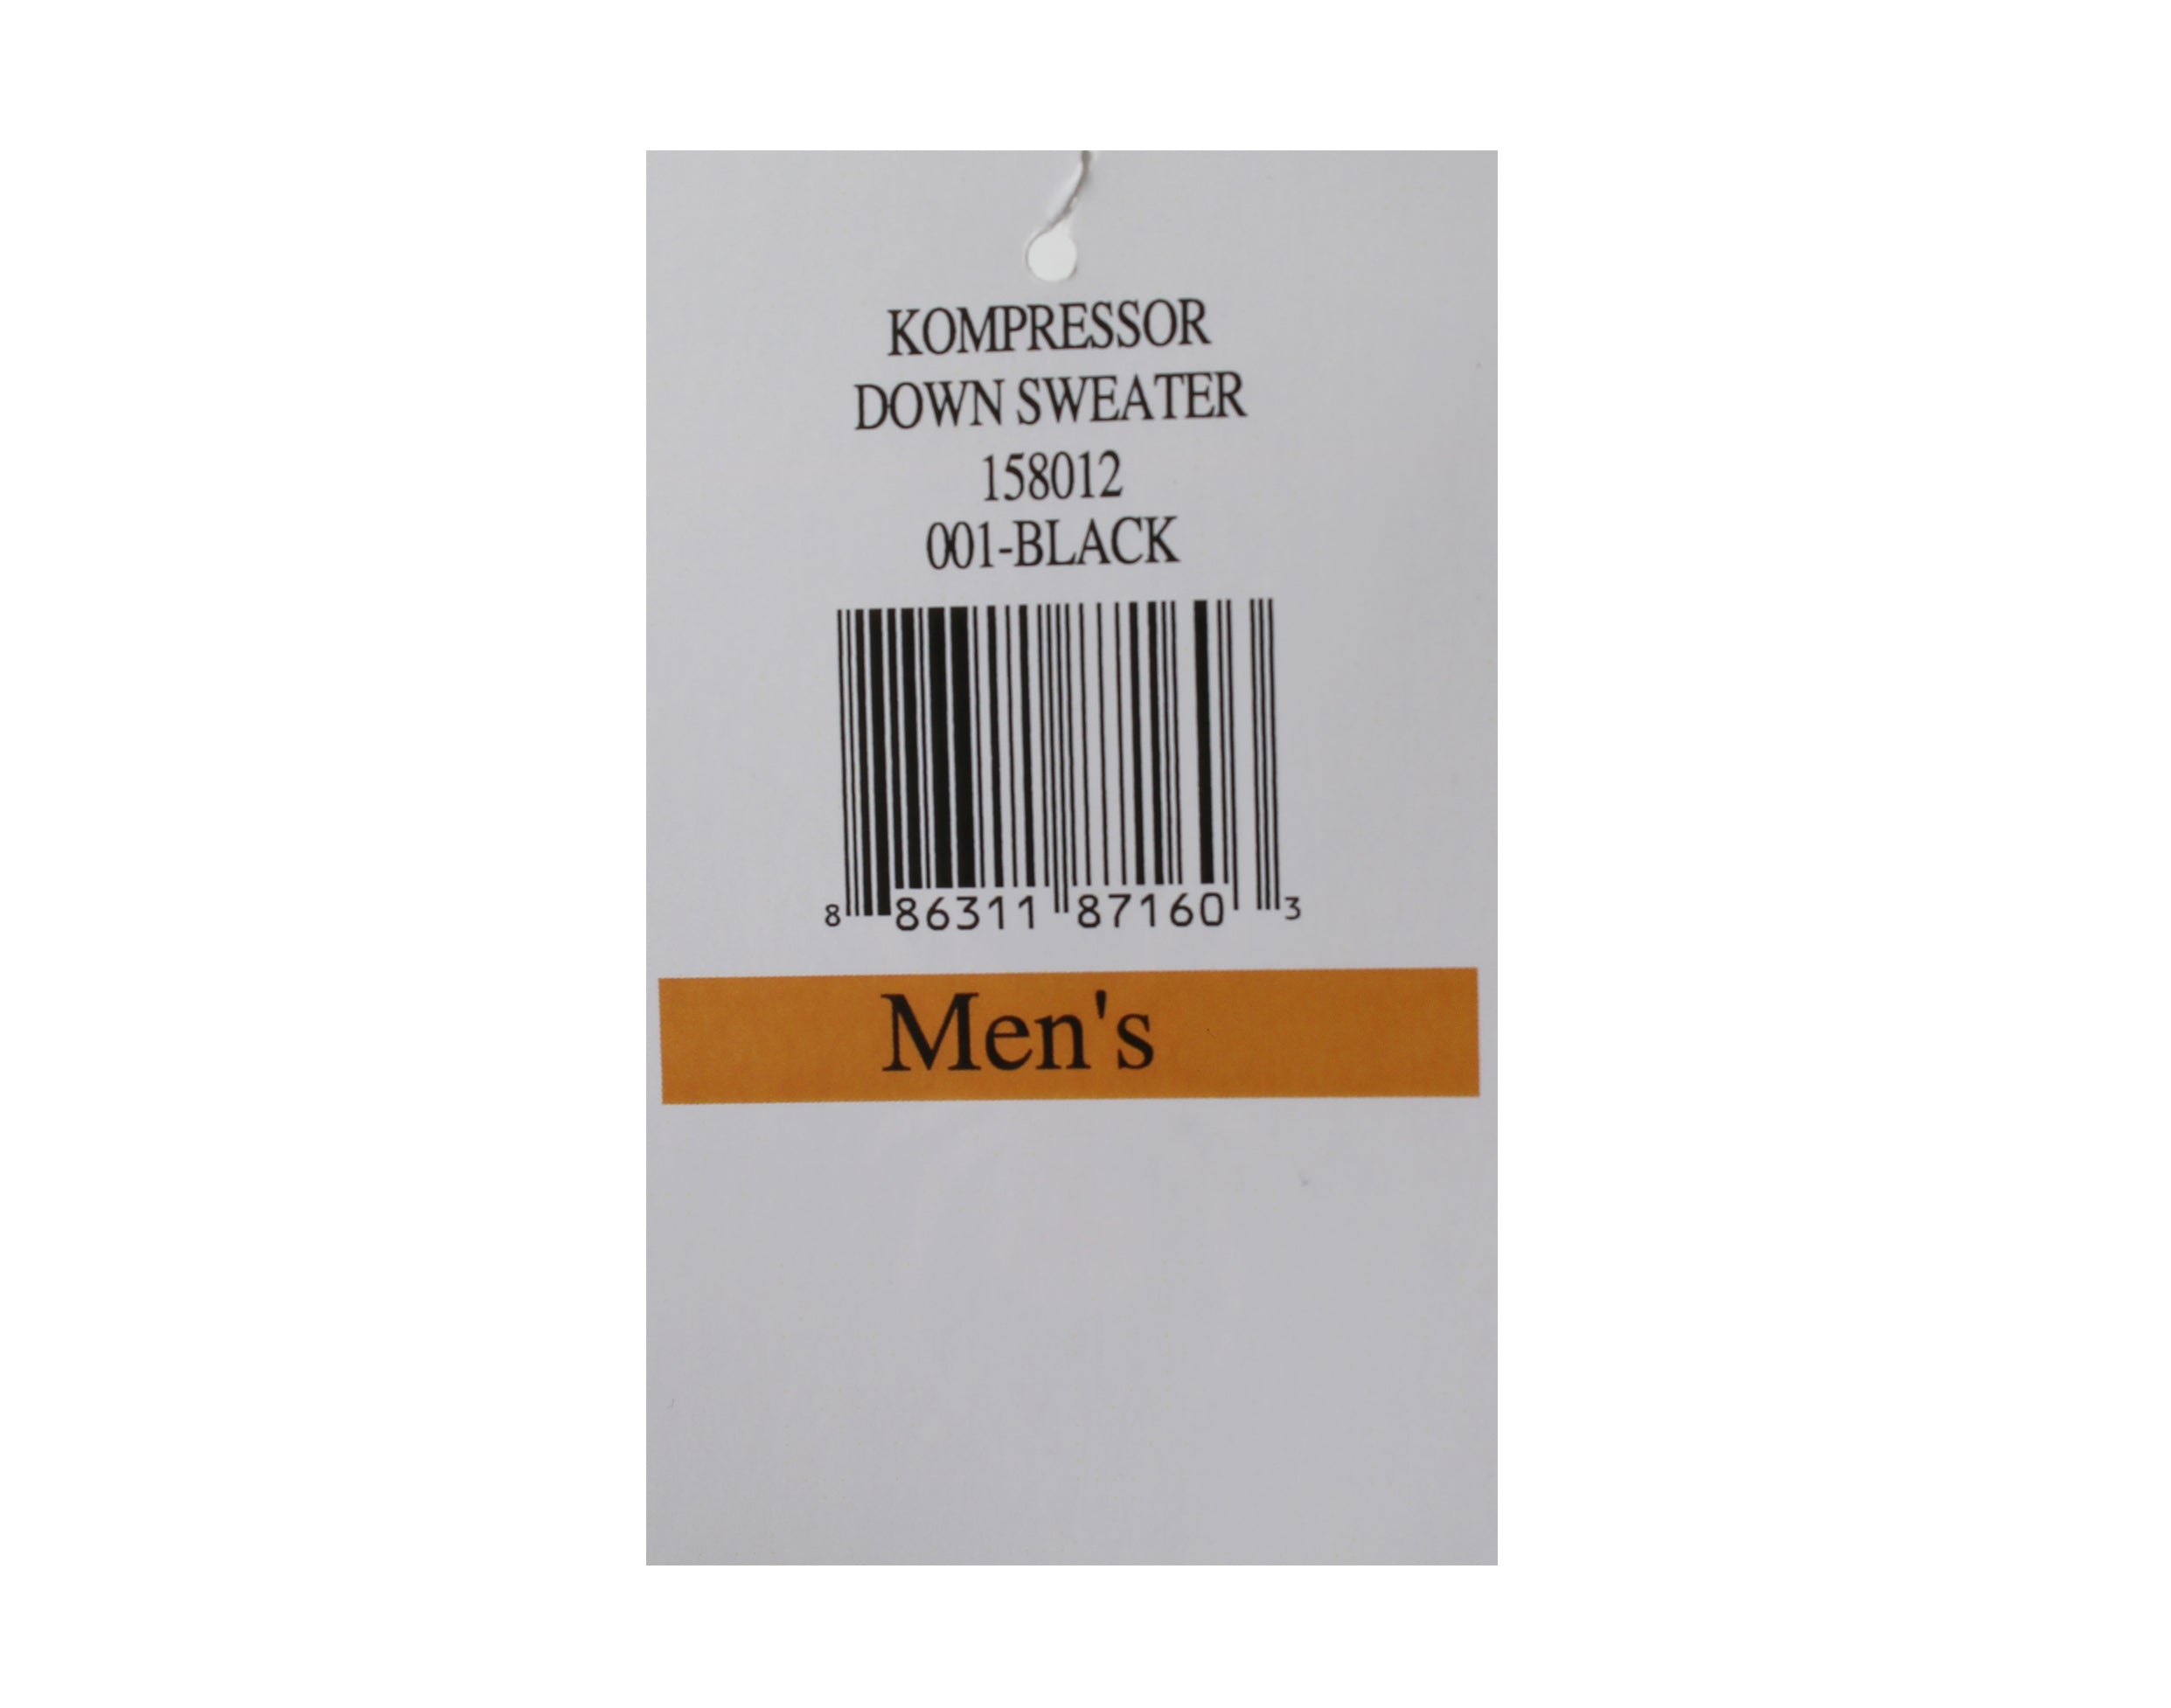 KOMPRESSOR
DOWN SWEATER
158012
001-BLACK
8 86311 87160 3
Men's